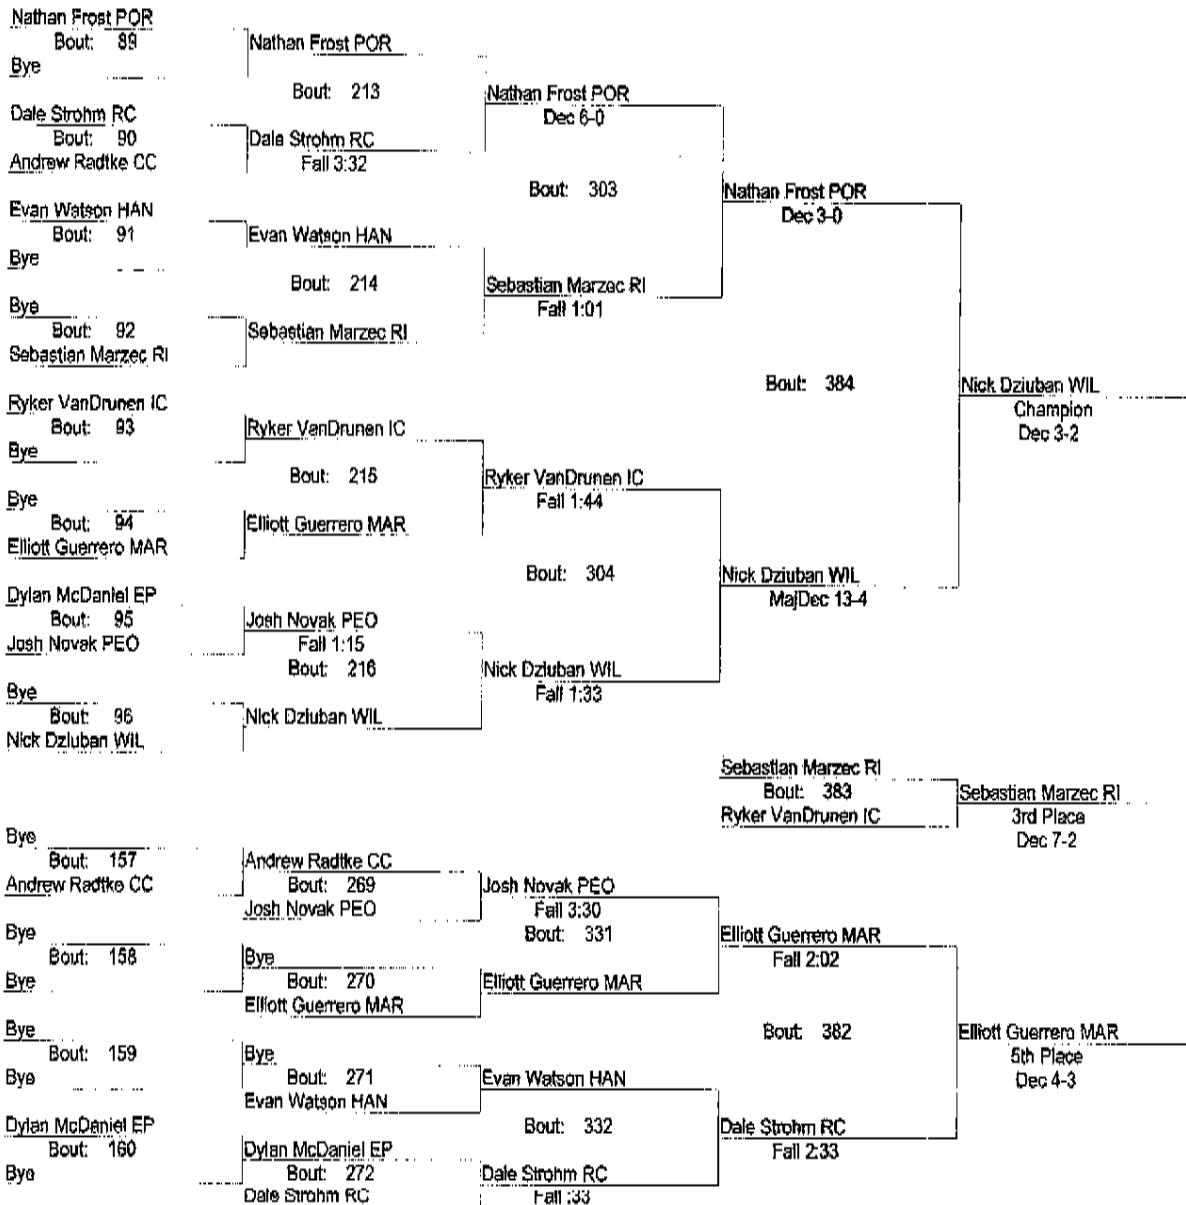 Nathan Frost POR
Bout: 89
Bye
Dale Strohm RC
Bout: 90
Andrew Radtke CC
Evan Watson HAN
Bout: 91
Bye
Bye
Bout: 92
Sebastian Marzec RI
Ryker VanDrunen IC
Bout: 93
Bye
Bye
Bout: 94
Elliott Guerrero MAR
Dylan McDaniel EP
Bout: 95
Josh Novak PEO
Bye
Bout: 96
Nick Dziuban WIL
Nathan Frost POR
Bout: 213
Dale Strohm RC
Fall 3:32
Evan Watson HAN
Bout: 214
Sebastian Marzec RI
Ryker VanDrunen IC
Bout: 215
Elliott Guerrero MAR
Josh Novak PEO
Fall 1:15
Bout: 216
Nick Dziuban WIL
Nathan Frost POR
Dec 6-0
Bout: 303
Sebastian Marzec RI
Fall 1:01
Ryker VanDrunen IC
Fall 1:44
Bout: 304
Nick Dziuban WIL
Fall 1:33
Nathan Frost POR
Dec 3-0
Bout: 384
Nick Dziuban WIL
MajDec 13-4
Nick Dziuban WIL
Champion
Dec 3-2
Sebastian Marzec RI
Bout: 383
Ryker VanDrunen IC
Sebastian Marzec RI
3rd Place
Dec 7-2
Bye
Bout: 157
Andrew Radtke CC
Bye
Bout: 158
Bye
Bye
Bout: 159
Bye
Dylan McDaniel EP
Bout: 160
Bye
Andrew Radtke CC
Bout: 269
Josh Novak PEO
Bye
Bout: 270
Elliott Guerrero MAR
Bye
Bout: 271
Evan Watson HAN
Dylan McDaniel EP
Bout: 272
Dale Strohm RC
Josh Novak PEO
Fall 3:30
Bout: 331
Elliott Guerrero MAR
Evan Watson HAN
Bout: 332
Dale Strohm RC
Fall :33
Elliott Guerrero MAR
Fall 2:02
Bout: 382
Dale Strohm RC
Fall 2:33
Elliott Guerrero MAR
5th Place
Dec 4-3